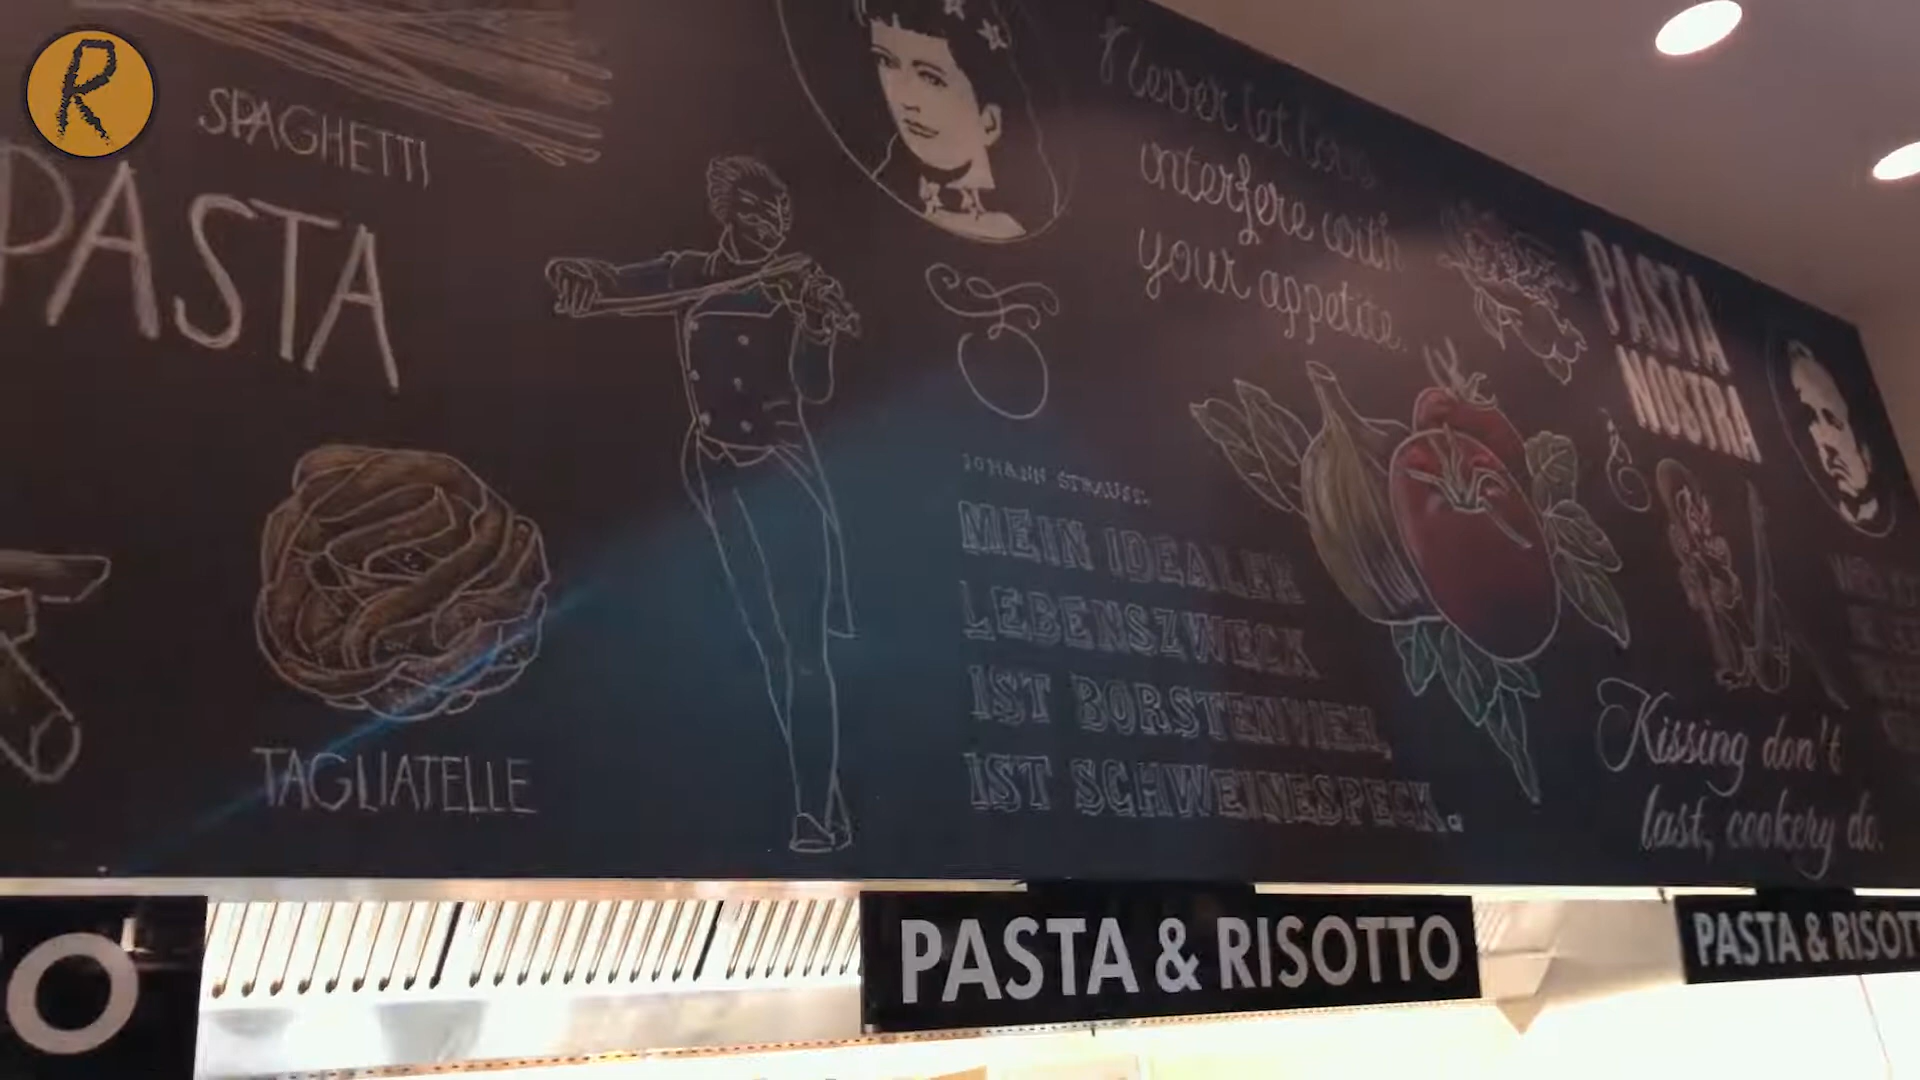 R
SPAGHETTI
PASTA
TAGLIATELLE
Never let love
interfere with
your appetite.
JOHANN STRAUSS:
MEIN IDEALER
LEBENSZWECK
IST BORSTENVIEH,
IST SCHWEINESPECK.
PASTA
NOSTRA
Kissing don't
last, cookery do.
O
PASTA & RISOTTO
PASTA & RISOTT